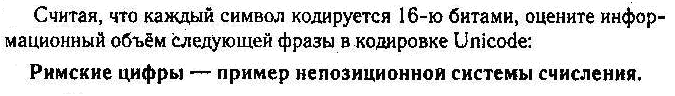 Считая, что каждый символ кодируется 16-ю битами, оцените инфор-
мационный объём следующей фразы в кодировке Unicode:
Римские цифры — пример непозиционной системы счисления.